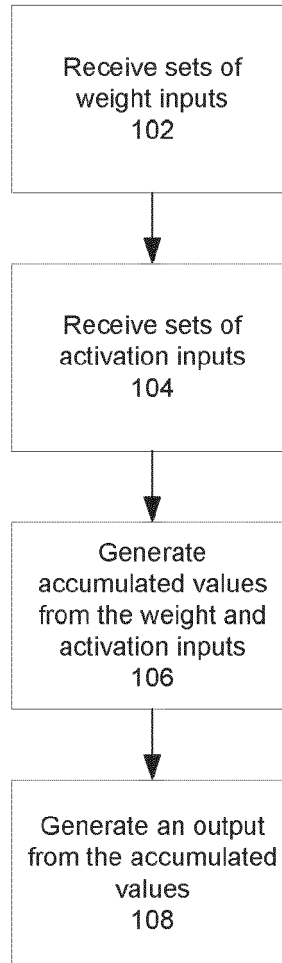 Receive sets of
weight inputs
102
Receive sets of
activation inputs
104
Generate
accumulated values
from the weight and
activation inputs
106
Generate an output
from the accumulated
values
108